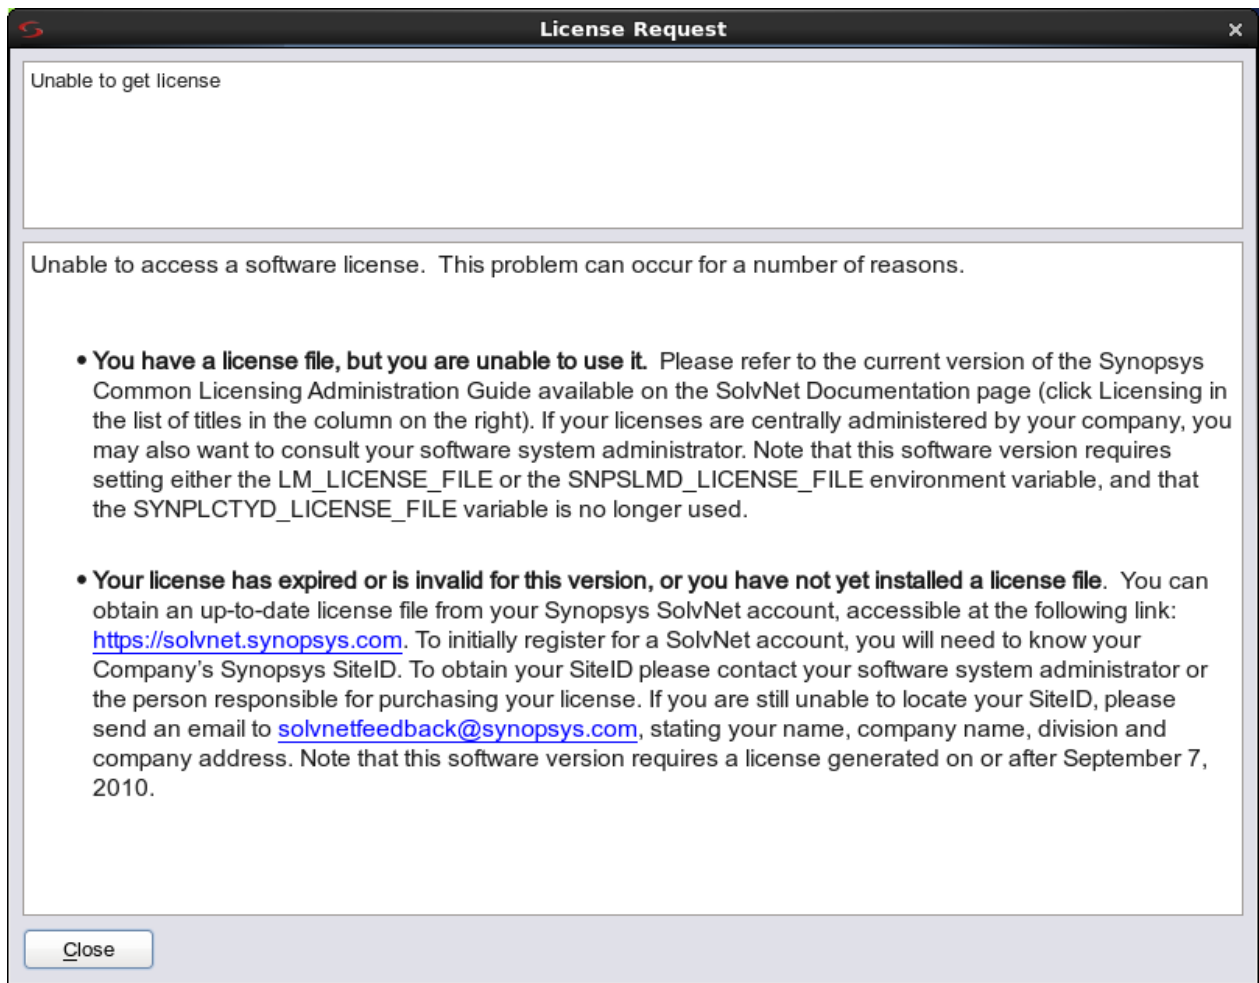 License Request
Unable to get license
Unable to access a software license.  This problem can occur for a number of reasons.
• You have a license file, but you are unable to use it.  Please refer to the current version of the Synopsys
Common Licensing Administration Guide available on the SolvNet Documentation page (click Licensing in
the list of titles in the column on the right). If your licenses are centrally administered by your company, you
may also want to consult your software system administrator. Note that this software version requires
setting either the LM_LICENSE_FILE or the SNPSLMD_LICENSE_FILE environment variable, and that
the SYNPLCTYD_LICENSE_FILE variable is no longer used.
• Your license has expired or is invalid for this version, or you have not yet installed a license file.  You can
obtain an up-to-date license file from your Synopsys SolvNet account, accessible at the following link:
https://solvnet.synopsys.com. To initially register for a SolvNet account, you will need to know your
Company’s Synopsys SiteID. To obtain your SiteID please contact your software system administrator or
the person responsible for purchasing your license. If you are still unable to locate your SiteID, please
send an email to solvnetfeedback@synopsys.com, stating your name, company name, division and
company address. Note that this software version requires a license generated on or after September 7,
2010.
Close